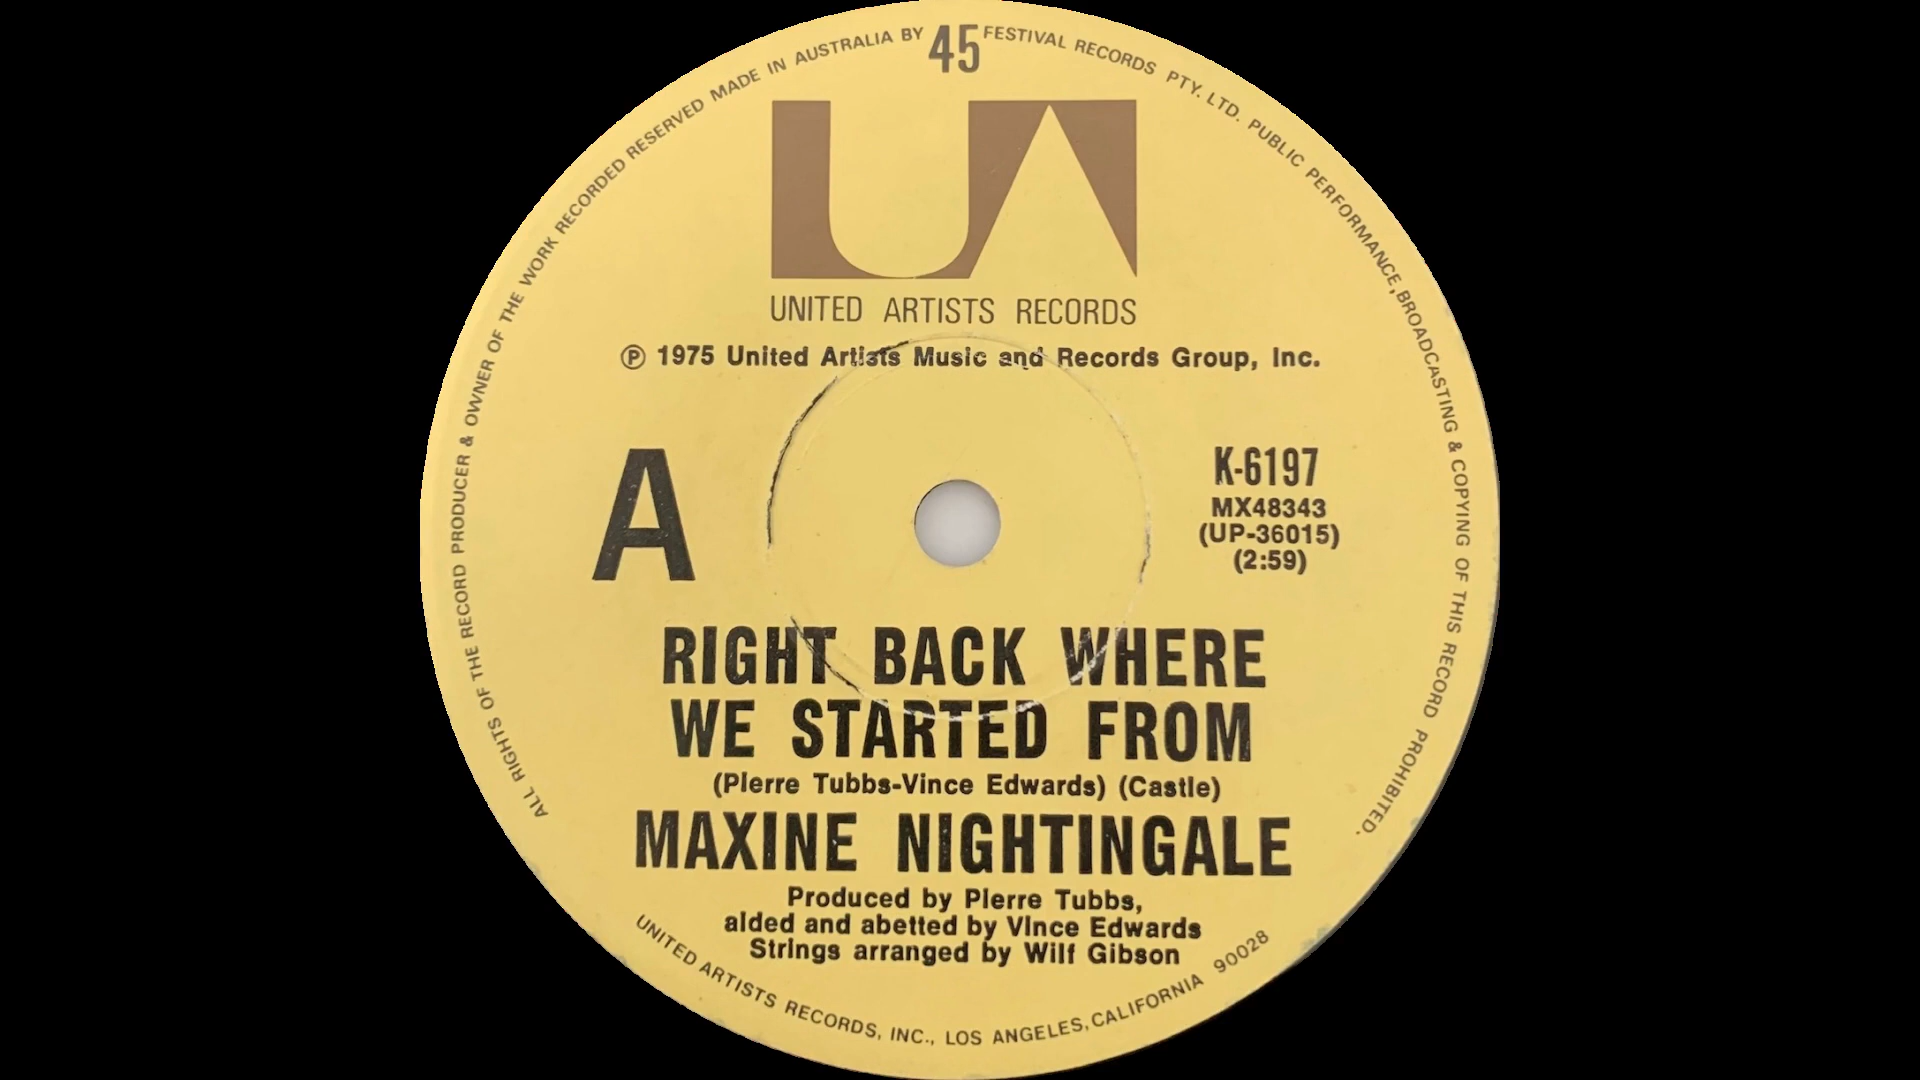 45
ALL RIGHTS OF THE RECORD PRODUCER & OWNER OF THE WORK RECORDED RESERVED MADE IN AUSTRALIA BY FESTIVAL RECORDS PTY. LTD. PUBLIC PERFORMANCE, BROADCASTING & COPYING OF THIS RECORD PROHIBITED.
UA
UNITED ARTISTS RECORDS
℗ 1975 United Artists Music and Records Group, Inc.
A
K-6197
MX48343
(UP-36015)
(2:59)
RIGHT BACK WHERE
WE STARTED FROM
(Pierre Tubbs-Vince Edwards) (Castle)
MAXINE NIGHTINGALE
Produced by Pierre Tubbs,
aided and abetted by Vince Edwards
Strings arranged by Wilf Gibson
UNITED ARTISTS RECORDS, INC., LOS ANGELES, CALIFORNIA 90028